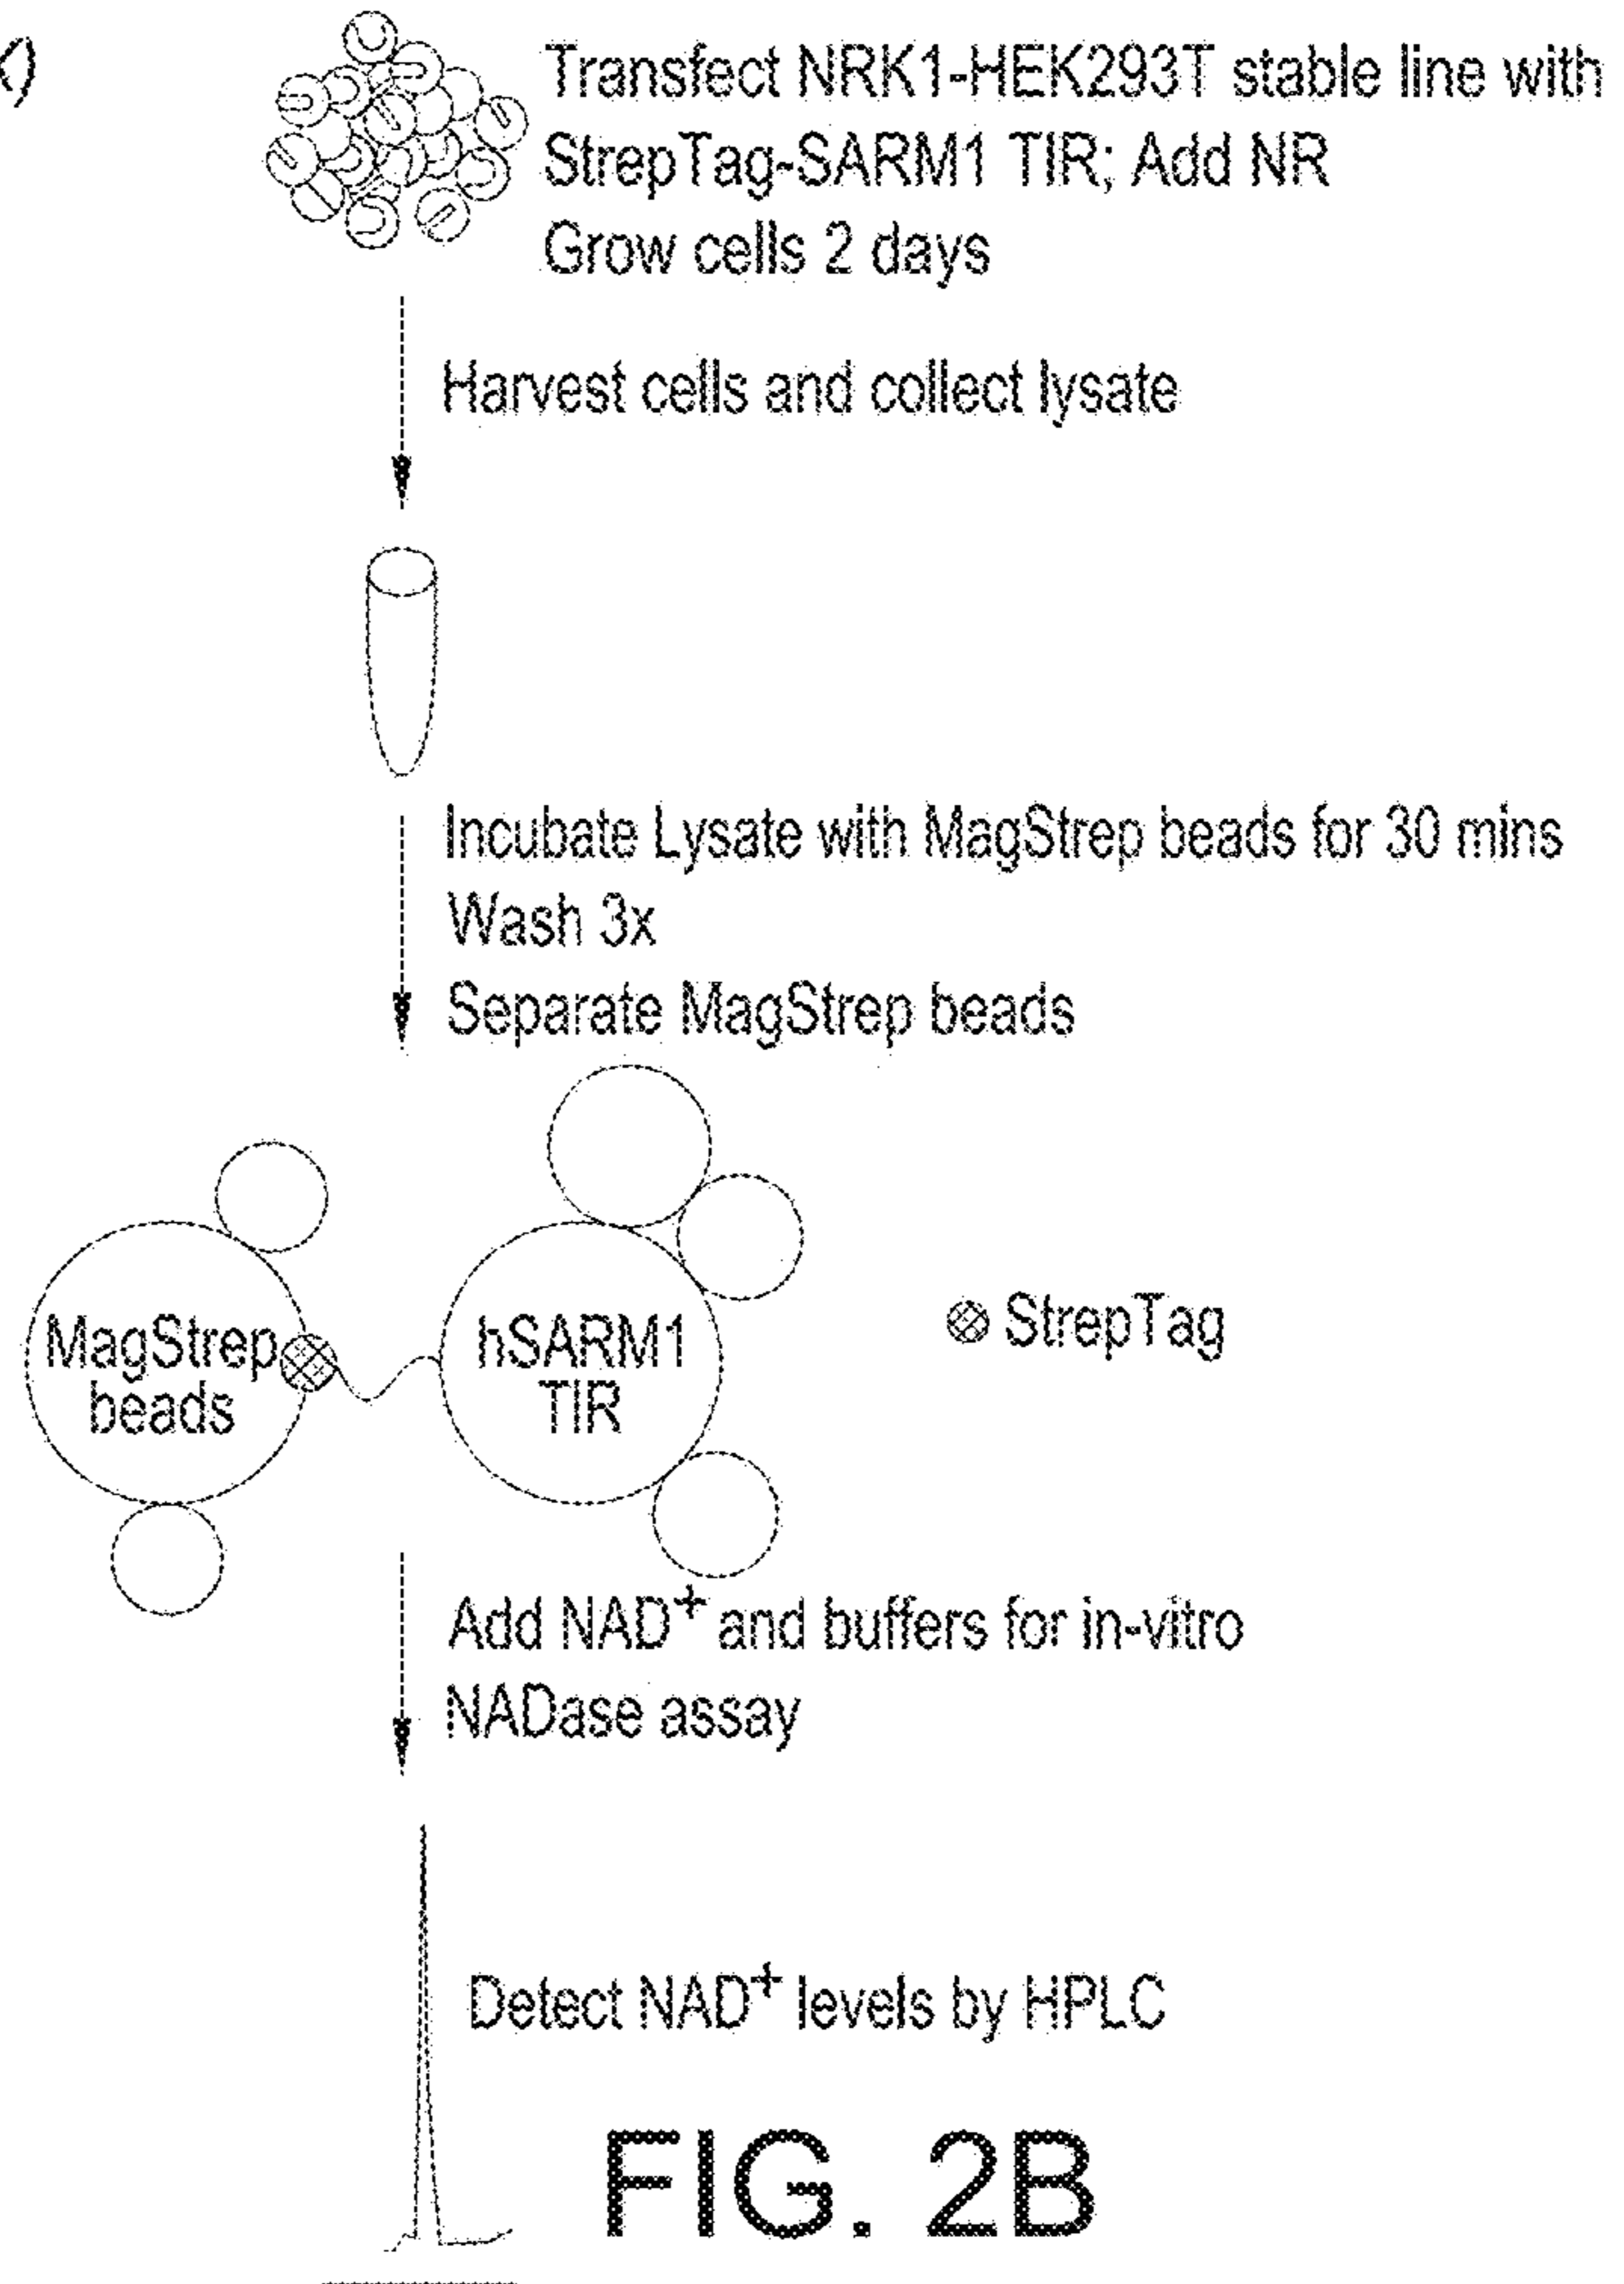 Transfect NRK1-HEK293T stable line with
StrepTag-SARM1 TIR; Add NR
Grow cells 2 days
Harvest cells and collect lysate
Incubate Lysate with MagStrep beads for 30 mins
Wash 3x
Separate MagStrep beads
MagStrep
beads
hSARM1
TIR
StrepTag
Add NAD⁺ and buffers for in-vitro
NADase assay
Detect NAD⁺ levels by HPLC
FIG. 2B